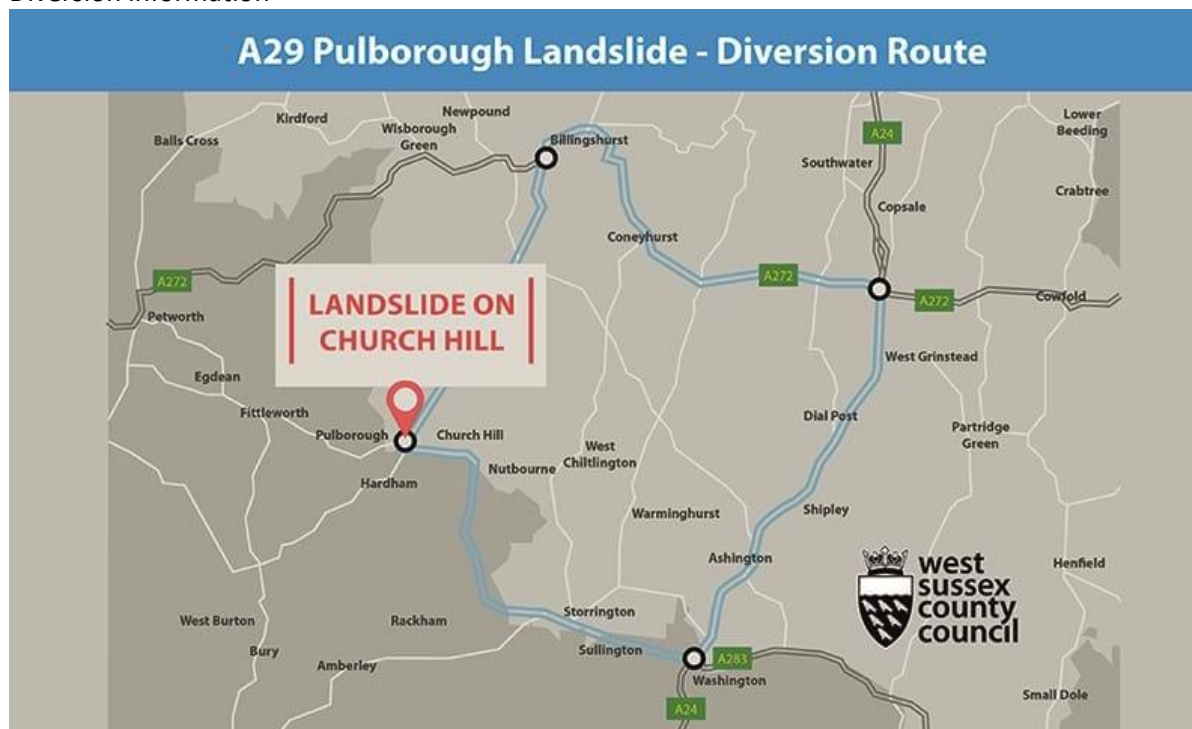 A29 Pulborough Landslide - Diversion Route
Kirdford
Newpound
Balls Cross
Wisborough
Green
Billingshurst
A24
Lower
Beeding
Southwater
Crabtree
Copsale
Coneyhurst
A272
A272
A272
Cowfold
LANDSLIDE ON
CHURCH HILL
Petworth
West Grinstead
Egdean
Fittleworth
Dial Post
Pulborough
Church Hill
Partridge
Green
West
Chiltlington
Nutbourne
Hardham
Warminghurst
Shipley
Ashington
west
sussex
county
council
Henfield
Storrington
West Burton
Rackham
Bury
Sullington
Amberley
A283
Washington
Small Dole
A24